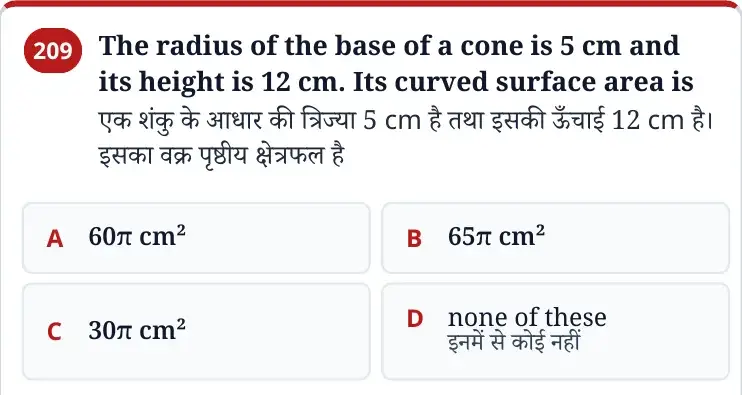 209
The radius of the base of a cone is 5 cm and
its height is 12 cm. Its curved surface area is
एक शंकु के आधार की त्रिज्या 5 cm है तथा इसकी ऊँचाई 12 cm है।
इसका वक्र पृष्ठीय क्षेत्रफल है
A 60π cm²
B 65π cm²
C 30π cm²
D none of these
इनमें से कोई नहीं